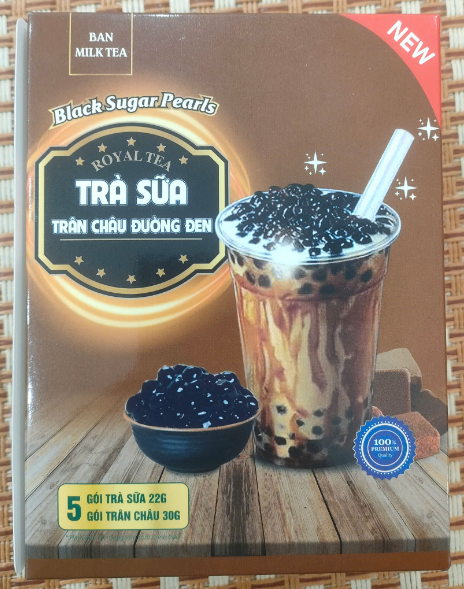 BAN
MILK TEA
NEW
Black Sugar Pearls
ROYAL TEA
TRÀ SỮA
TRÂN CHÂU ĐƯỜNG ĐEN
100%
PREMIUM
Quality
5 GÓI TRÀ SỮA 22G
GÓI TRÂN CHÂU 30G